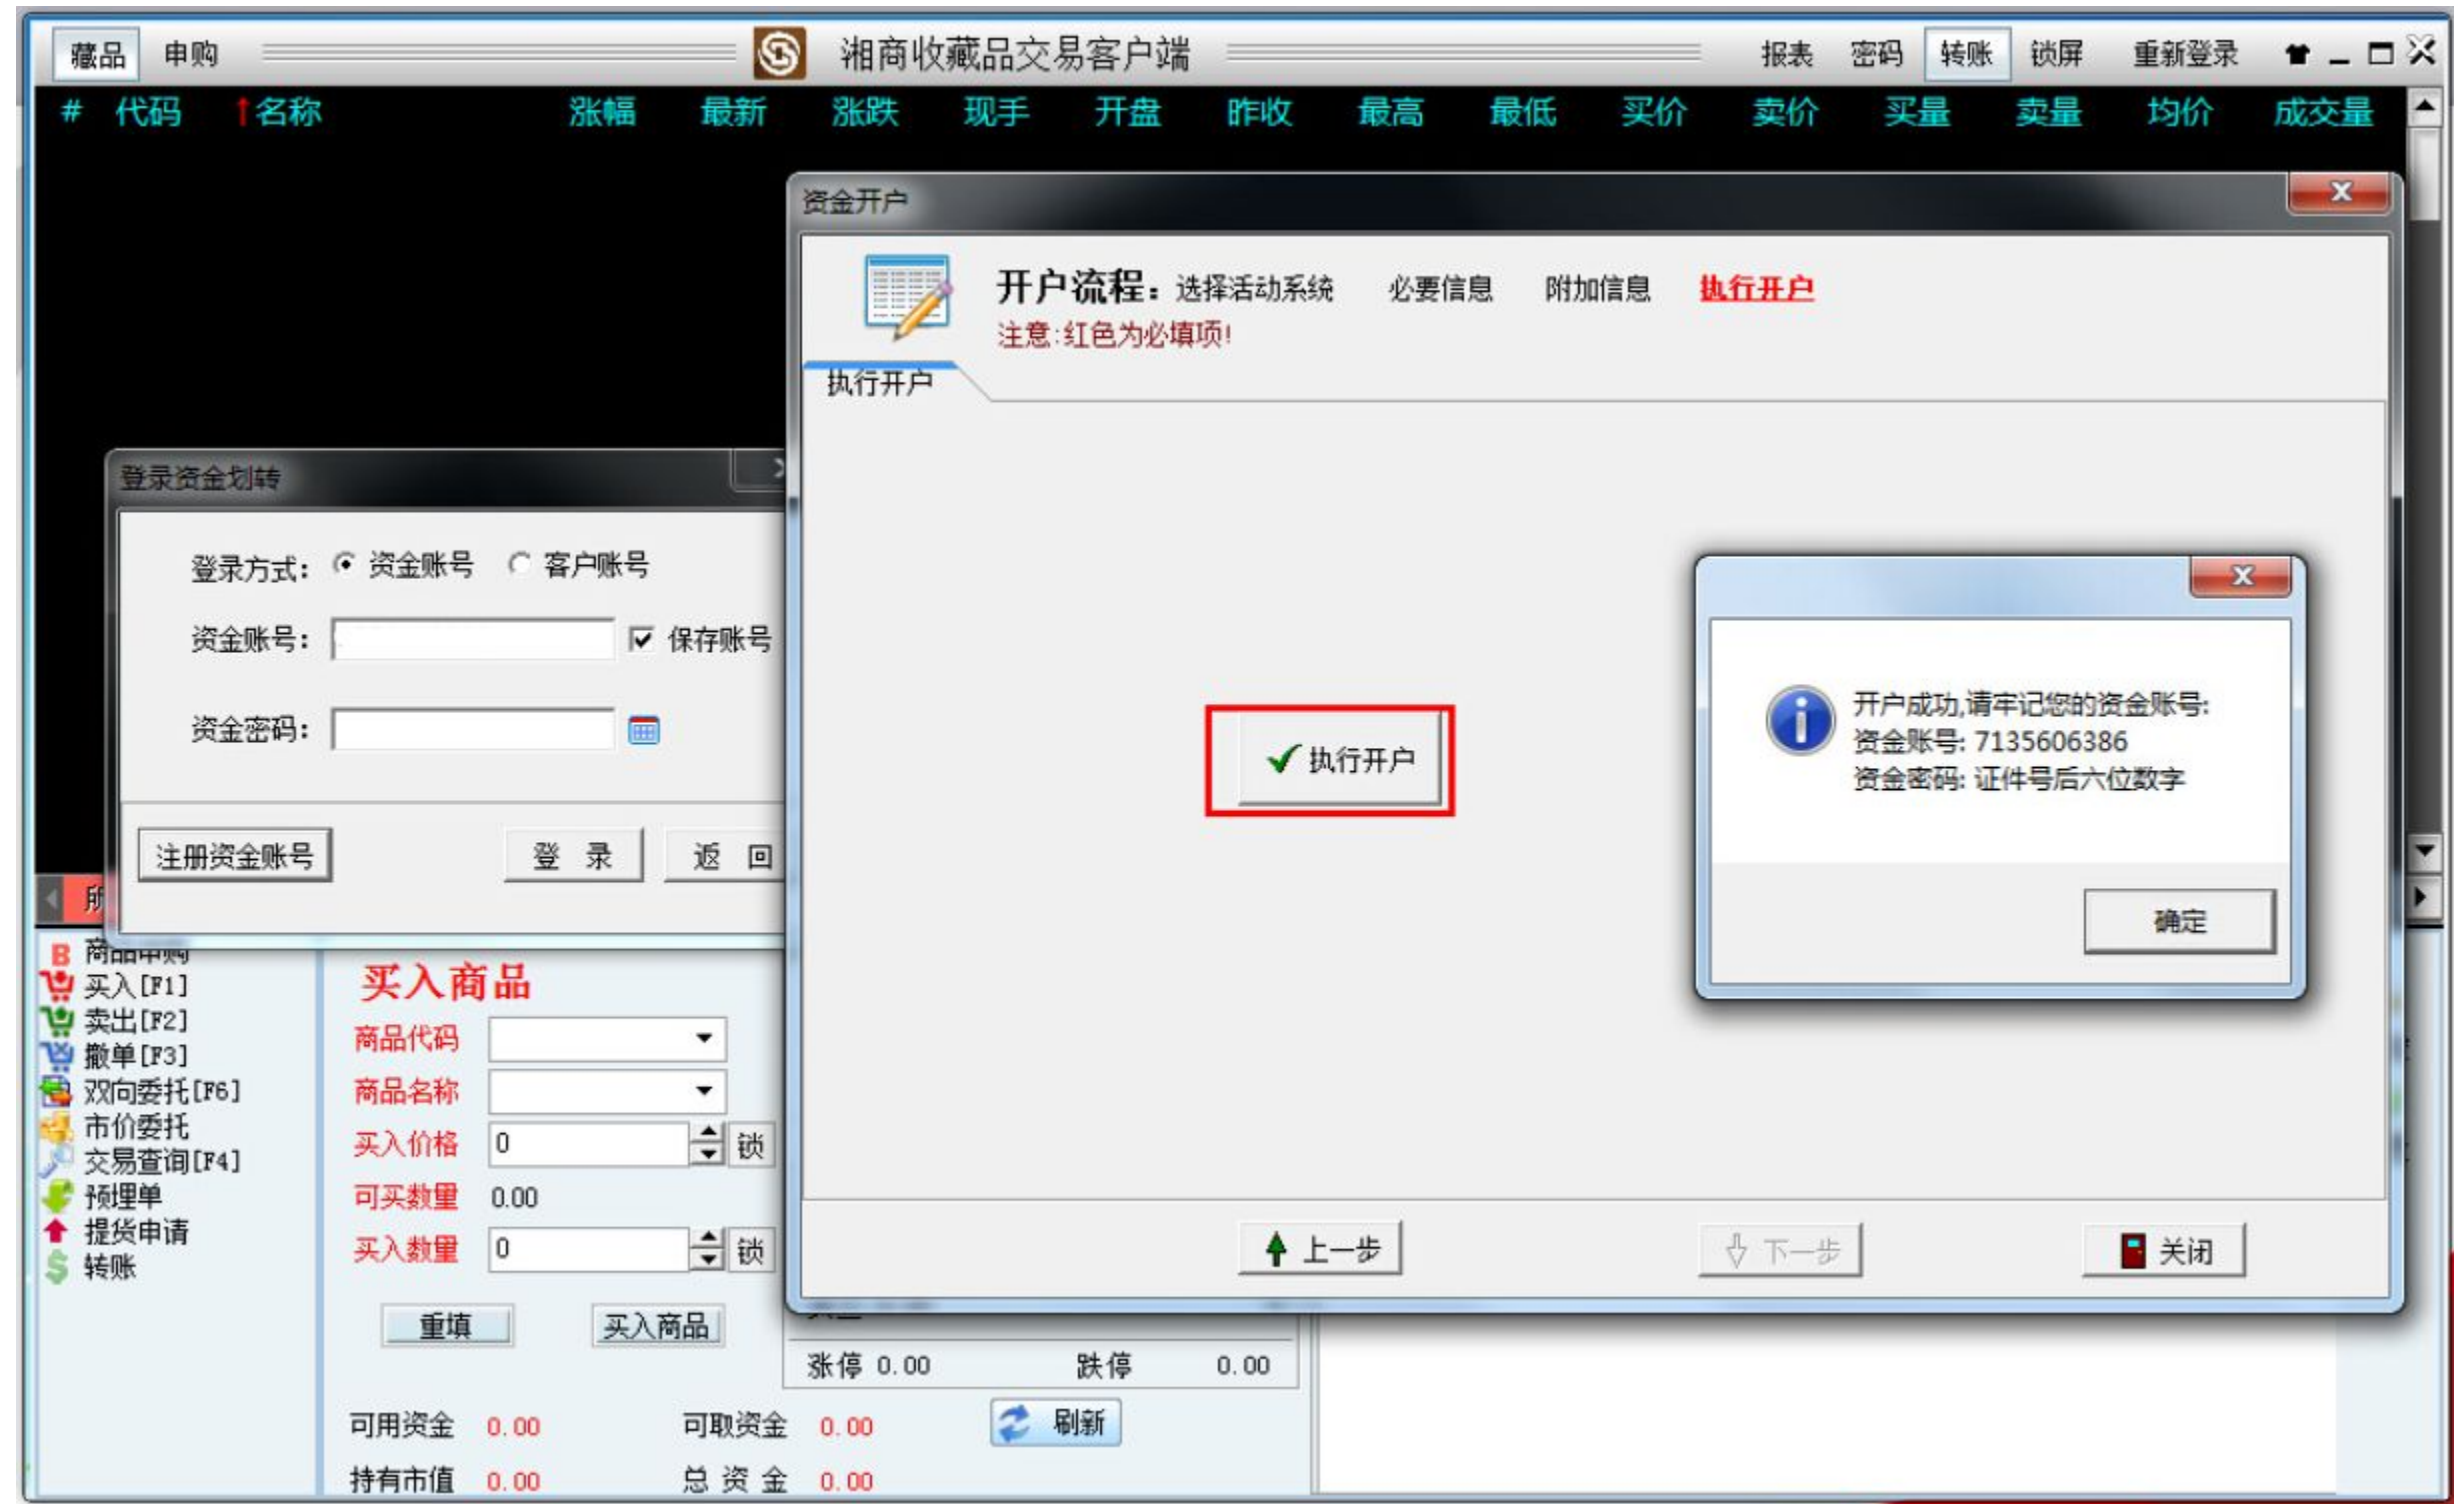 藏品 申购 湘商收藏品交易客户端 报表 密码 转账 锁屏 重新登录
# 代码 ↑名称 涨幅 最新 涨跌 现手 开盘 昨收 最高 最低 买价 卖价 买量 卖量 均价 成交量
资金开户
开户流程：选择活动系统 必要信息 附加信息 执行开户
注意:红色为必填项!
执行开户
登录资金划转
登录方式： 资金账号 客户账号
资金账号： 保存账号
资金密码：
注册资金账号 登 录 返 回
执行开户
开户成功,请牢记您的资金账号:
资金账号: 7135606386
资金密码: 证件号后六位数字
确定
上一步 下一步 关闭
商品申购
买入[F1]
卖出[F2]
撤单[F3]
双向委托[F6]
市价委托
交易查询[F4]
预埋单
提货申请
转账
买入商品
商品代码
商品名称
买入价格 0 锁
可买数量 0.00
买入数量 0 锁
重填 买入商品
涨停 0.00 跌停 0.00
可用资金 0.00 可取资金 0.00 刷新
持有市值 0.00 总 资 金 0.00